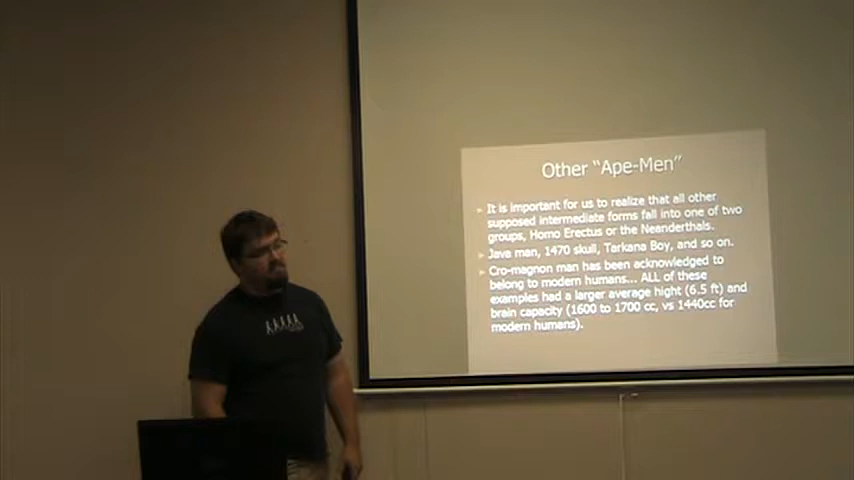 Other "Ape-Men"
It is important for us to realize that all other
supposed intermediate forms fall into one of two
groups, Homo Erectus or the Neanderthals.
Java man, 1470 skull, Tarkana Boy, and so on.
Cro-magnon man has been acknowledged to
belong to modern humans... ALL of these
examples had a larger average hight (6.5 ft) and
brain capacity (1600 to 1700 cc, vs 1440cc for
modern humans).